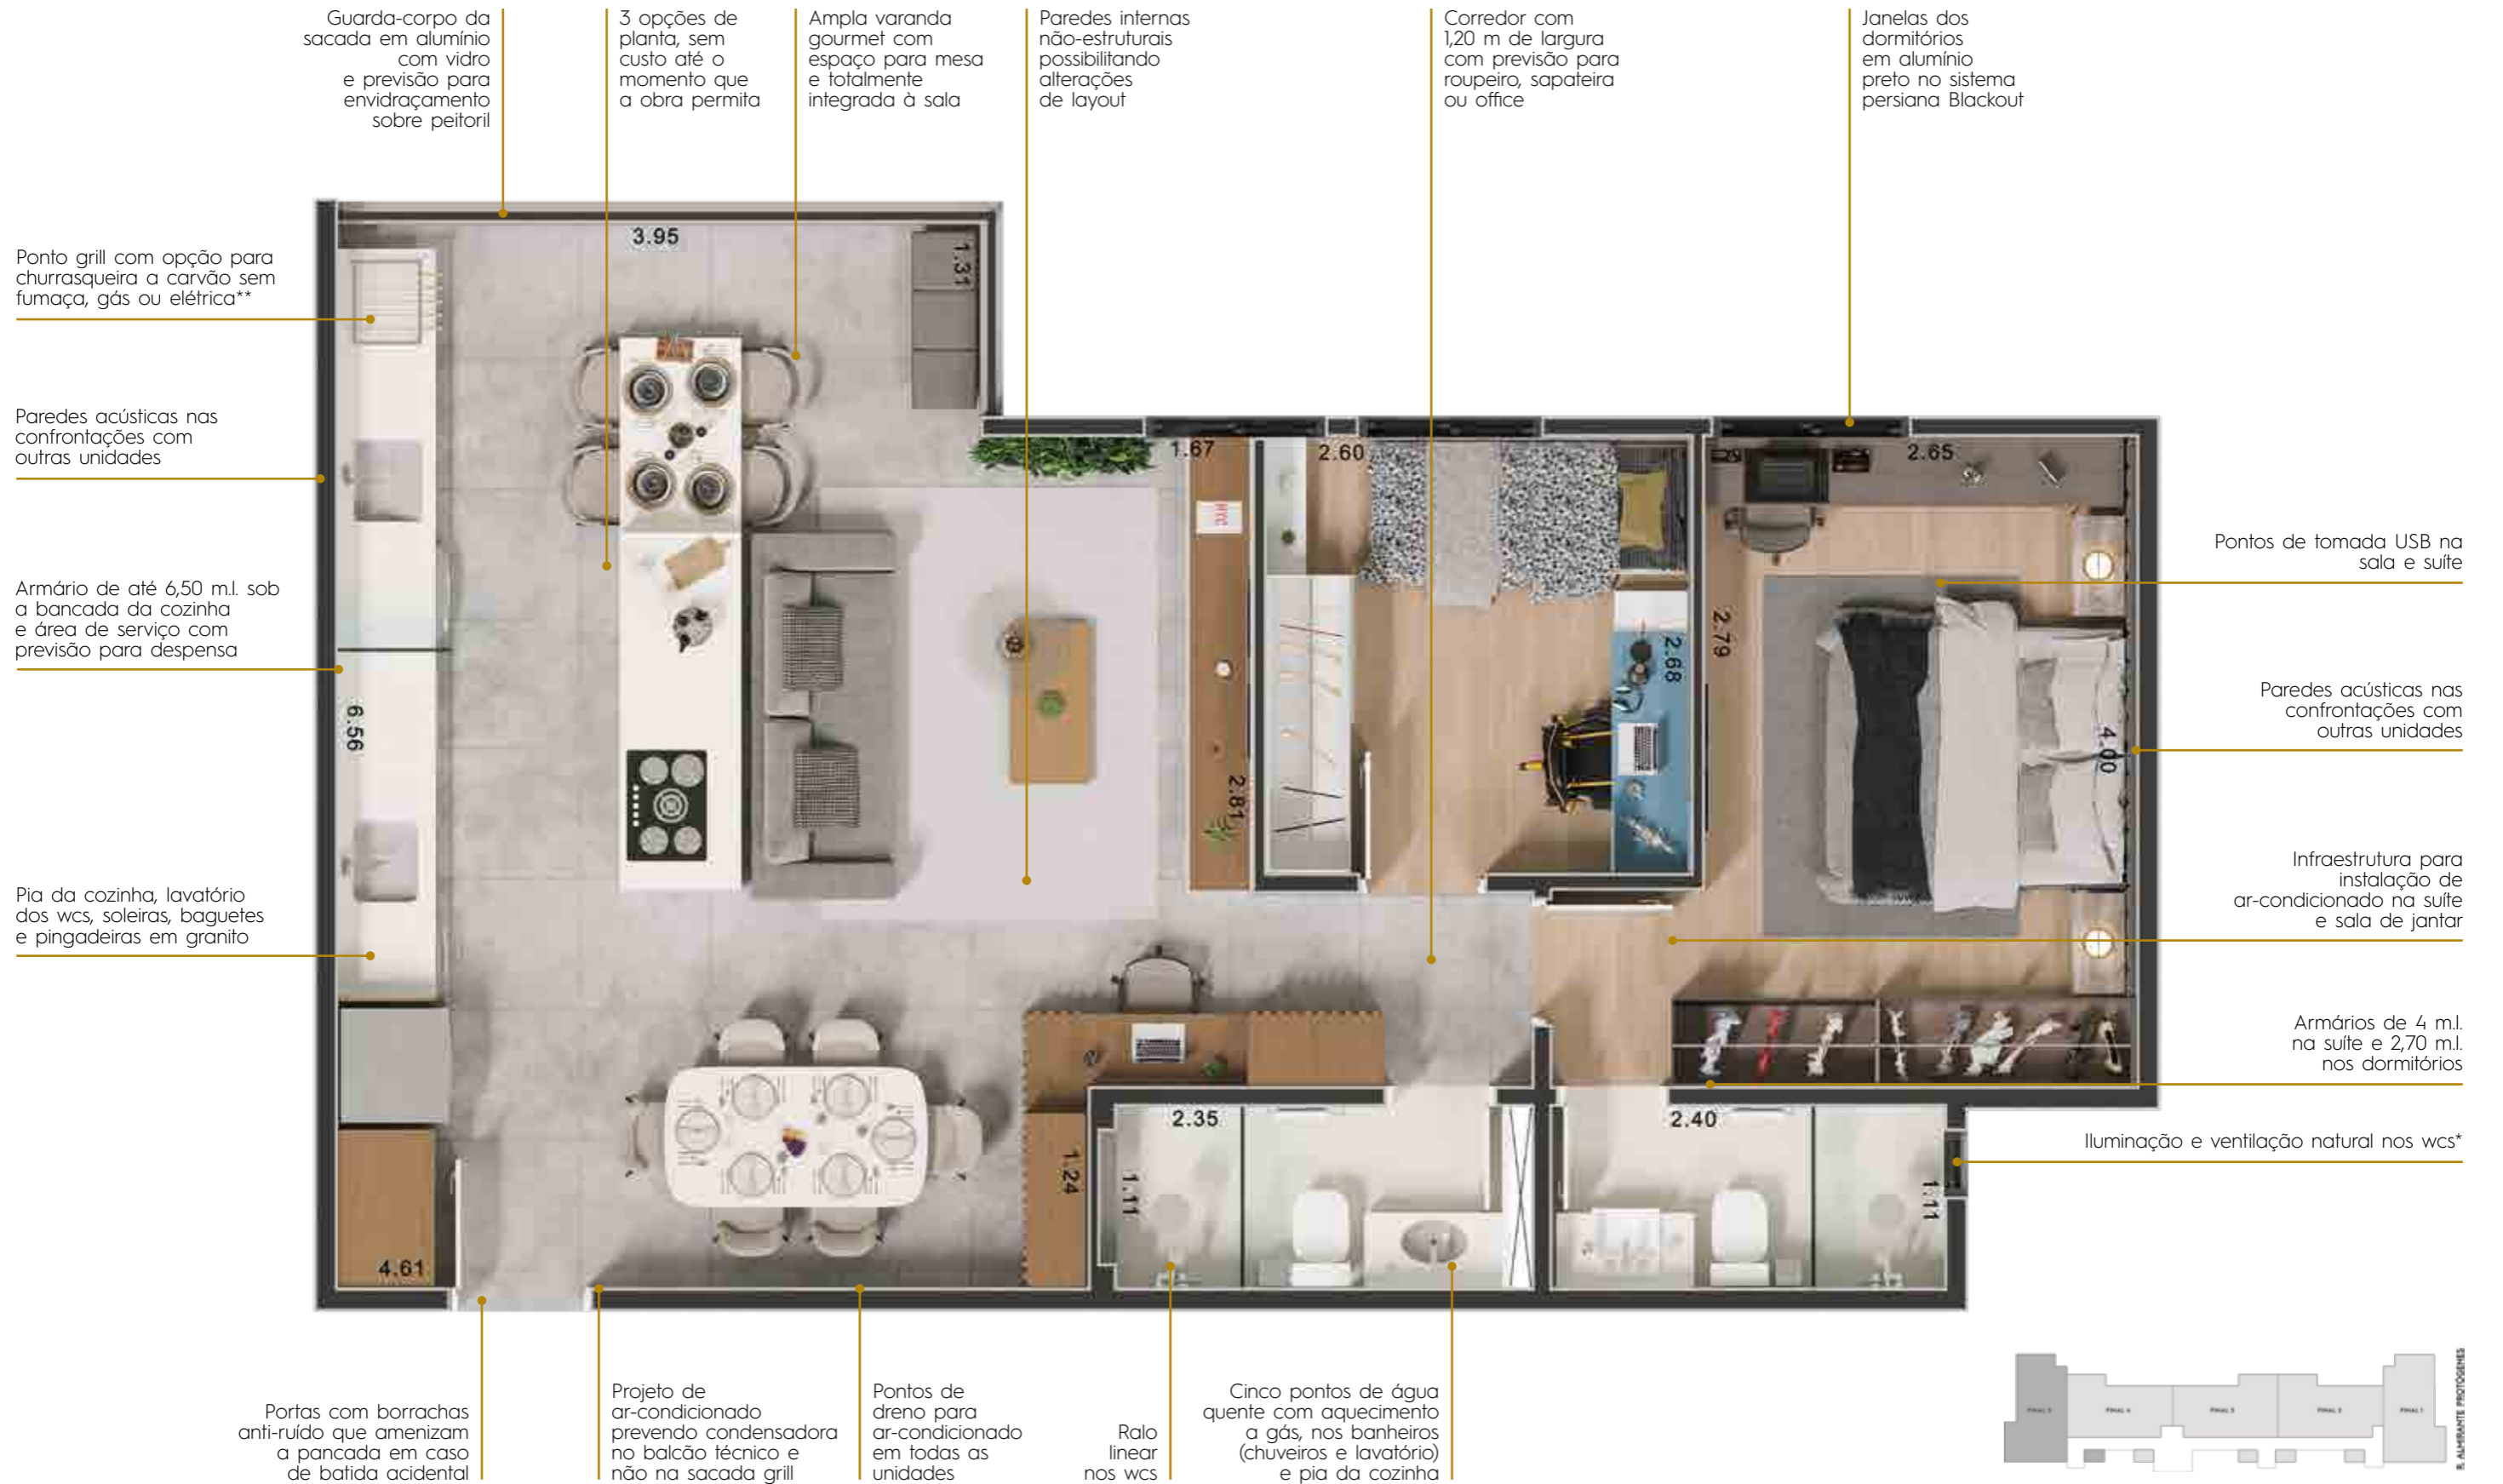 Guarda-corpo da
sacada em alumínio
com vidro
e previsão para
envidraçamento
sobre peitoril
3 opções de
planta, sem
custo até o
momento que
a obra permita
Ampla varanda
gourmet com
espaço para mesa
e totalmente
integrada à sala
Paredes internas
não-estruturais
possibilitando
alterações
de layout
Corredor com
1,20 m de largura
com previsão para
roupeiro, sapateira
ou office
Janelas dos
dormitórios
em alumínio
preto no sistema
persiana Blackout
Ponto grill com opção para
churrasqueira a carvão sem
fumaça, gás ou elétrica**
Paredes acústicas nas
confrontações com
outras unidades
Armário de até 6,50 m.l. sob
a bancada da cozinha
e área de serviço com
previsão para despensa
Pia da cozinha, lavatório
dos wcs, soleiras, baguetes
e pingadeiras em granito
3.95
1.31
1.67
2.60
2.65
2.79
2.68
6.56
2.81
4.00
2.35
2.40
1.24
1.11
1.11
4.61
Pontos de tomada USB na
sala e suíte
Paredes acústicas nas
confrontações com
outras unidades
Infraestrutura para
instalação de
ar-condicionado na suíte
e sala de jantar
Armários de 4 m.l.
na suíte e 2,70 m.l.
nos dormitórios
Iluminação e ventilação natural nos wcs*
Portas com borrachas
anti-ruído que amenizam
a pancada em caso
de batida acidental
Projeto de
ar-condicionado
prevendo condensadora
no balcão técnico e
não na sacada grill
Pontos de
dreno para
ar-condicionado
em todas as
unidades
Ralo
linear
nos wcs
Cinco pontos de água
quente com aquecimento
a gás, nos banheiros
(chuveiros e lavatório)
e pia da cozinha
FINAL 5
FINAL 4
FINAL 3
FINAL 2
FINAL 1
R. ALMIRANTE PROTÓGENES